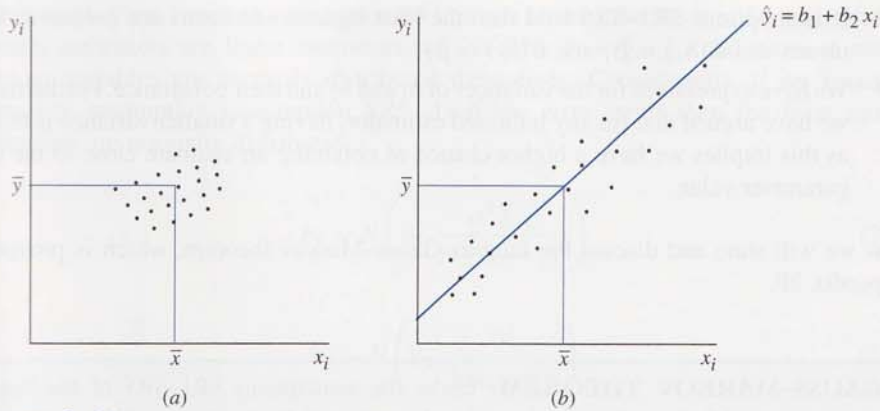 yᵢ
ȳ
x̄
xᵢ
(a)
ŷᵢ = b₁ + b₂ xᵢ
yᵢ
ȳ
x̄
xᵢ
(b)